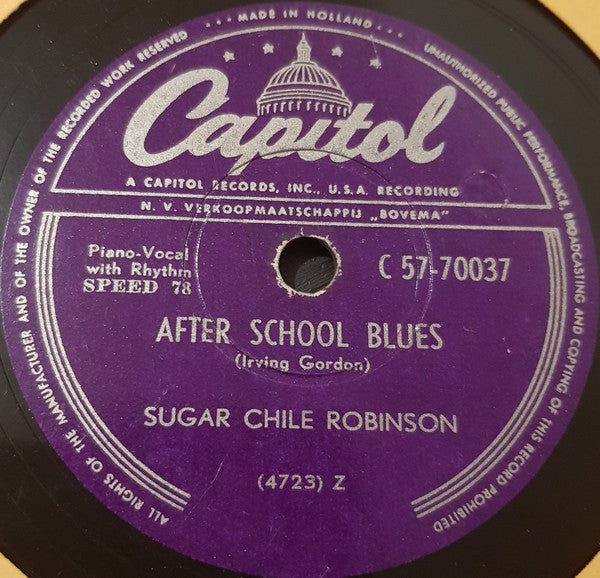 MADE IN HOLLAND
ALL RIGHTS OF THE MANUFACTURER AND OF THE OWNER OF THE RECORDED WORK RESERVED
UNAUTHORIZED PUBLIC PERFORMANCE, BROADCASTING AND COPYING OF THIS RECORD PROHIBITED
Capitol
A CAPITOL RECORDS, INC., U.S.A. RECORDING
N. V. VERKOOPMAATSCHAPPIJ „BOVEMA"
Piano-Vocal
with Rhythm
SPEED 78
C 57-70037
AFTER SCHOOL BLUES
(Irving Gordon)
SUGAR CHILE ROBINSON
(4723) Z